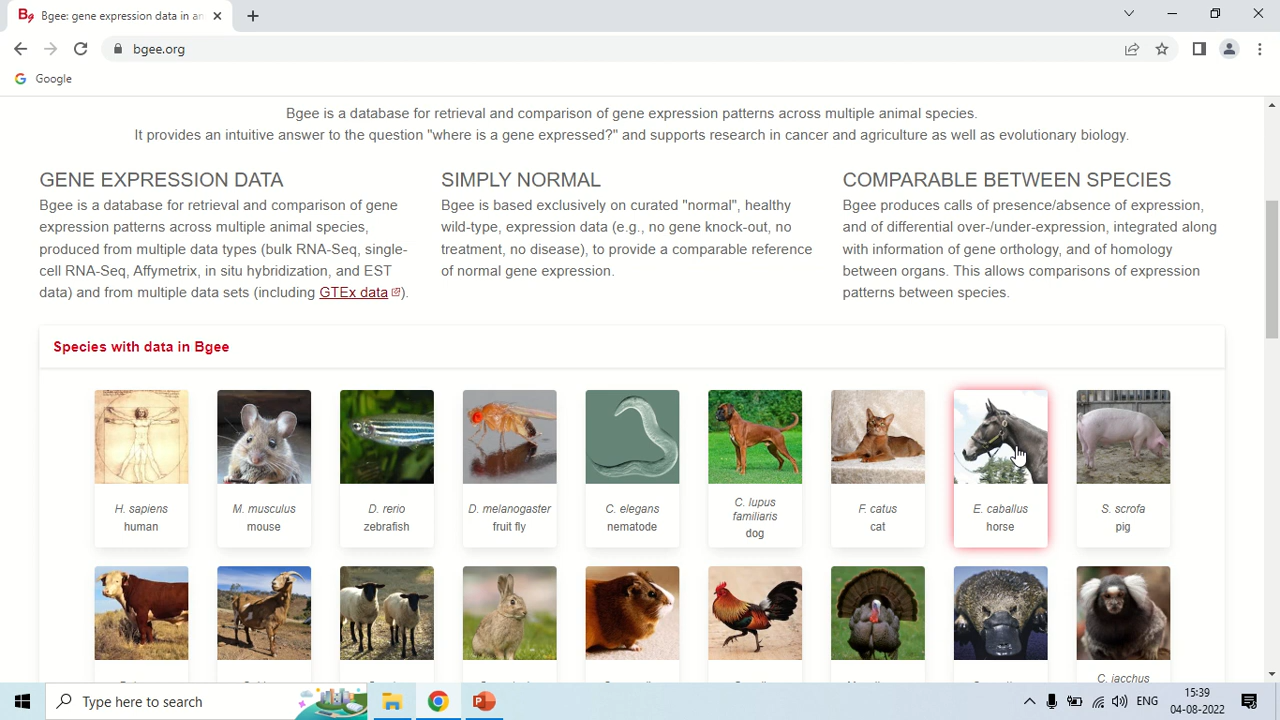 Bgee: gene expression data in an
bgee.org
Google
Bgee is a database for retrieval and comparison of gene expression patterns across multiple animal species.
It provides an intuitive answer to the question "where is a gene expressed?" and supports research in cancer and agriculture as well as evolutionary biology.
GENE EXPRESSION DATA
Bgee is a database for retrieval and comparison of gene
expression patterns across multiple animal species,
produced from multiple data types (bulk RNA-Seq, single-
cell RNA-Seq, Affymetrix, in situ hybridization, and EST
data) and from multiple data sets (including GTEx data).
SIMPLY NORMAL
Bgee is based exclusively on curated "normal", healthy
wild-type, expression data (e.g., no gene knock-out, no
treatment, no disease), to provide a comparable reference
of normal gene expression.
COMPARABLE BETWEEN SPECIES
Bgee produces calls of presence/absence of expression,
and of differential over-/under-expression, integrated along
with information of gene orthology, and of homology
between organs. This allows comparisons of expression
patterns between species.
Species with data in Bgee
H. sapiens
human
M. musculus
mouse
D. rerio
zebrafish
D. melanogaster
fruit fly
C. elegans
nematode
C. lupus
familiaris
dog
F. catus
cat
E. caballus
horse
S. scrofa
pig
C. jacchus
Type here to search
ENG
15:39
04-08-2022